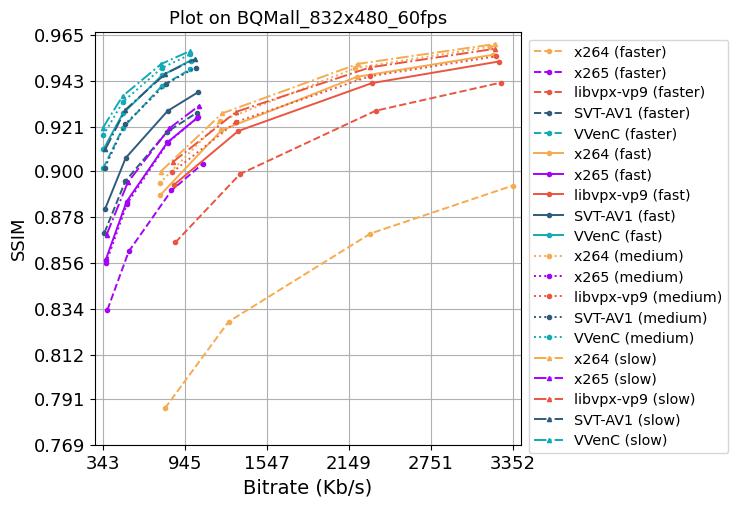 Plot on BQMall_832x480_60fps
0.965
0.943
0.921
0.900
0.878
0.856
0.834
0.812
0.791
0.769
SSIM
343
945
1547
2149
2751
3352
Bitrate (Kb/s)
x264 (faster)
x265 (faster)
libvpx-vp9 (faster)
SVT-AV1 (faster)
VVenC (faster)
x264 (fast)
x265 (fast)
libvpx-vp9 (fast)
SVT-AV1 (fast)
VVenC (fast)
x264 (medium)
x265 (medium)
libvpx-vp9 (medium)
SVT-AV1 (medium)
VVenC (medium)
x264 (slow)
x265 (slow)
libvpx-vp9 (slow)
SVT-AV1 (slow)
VVenC (slow)